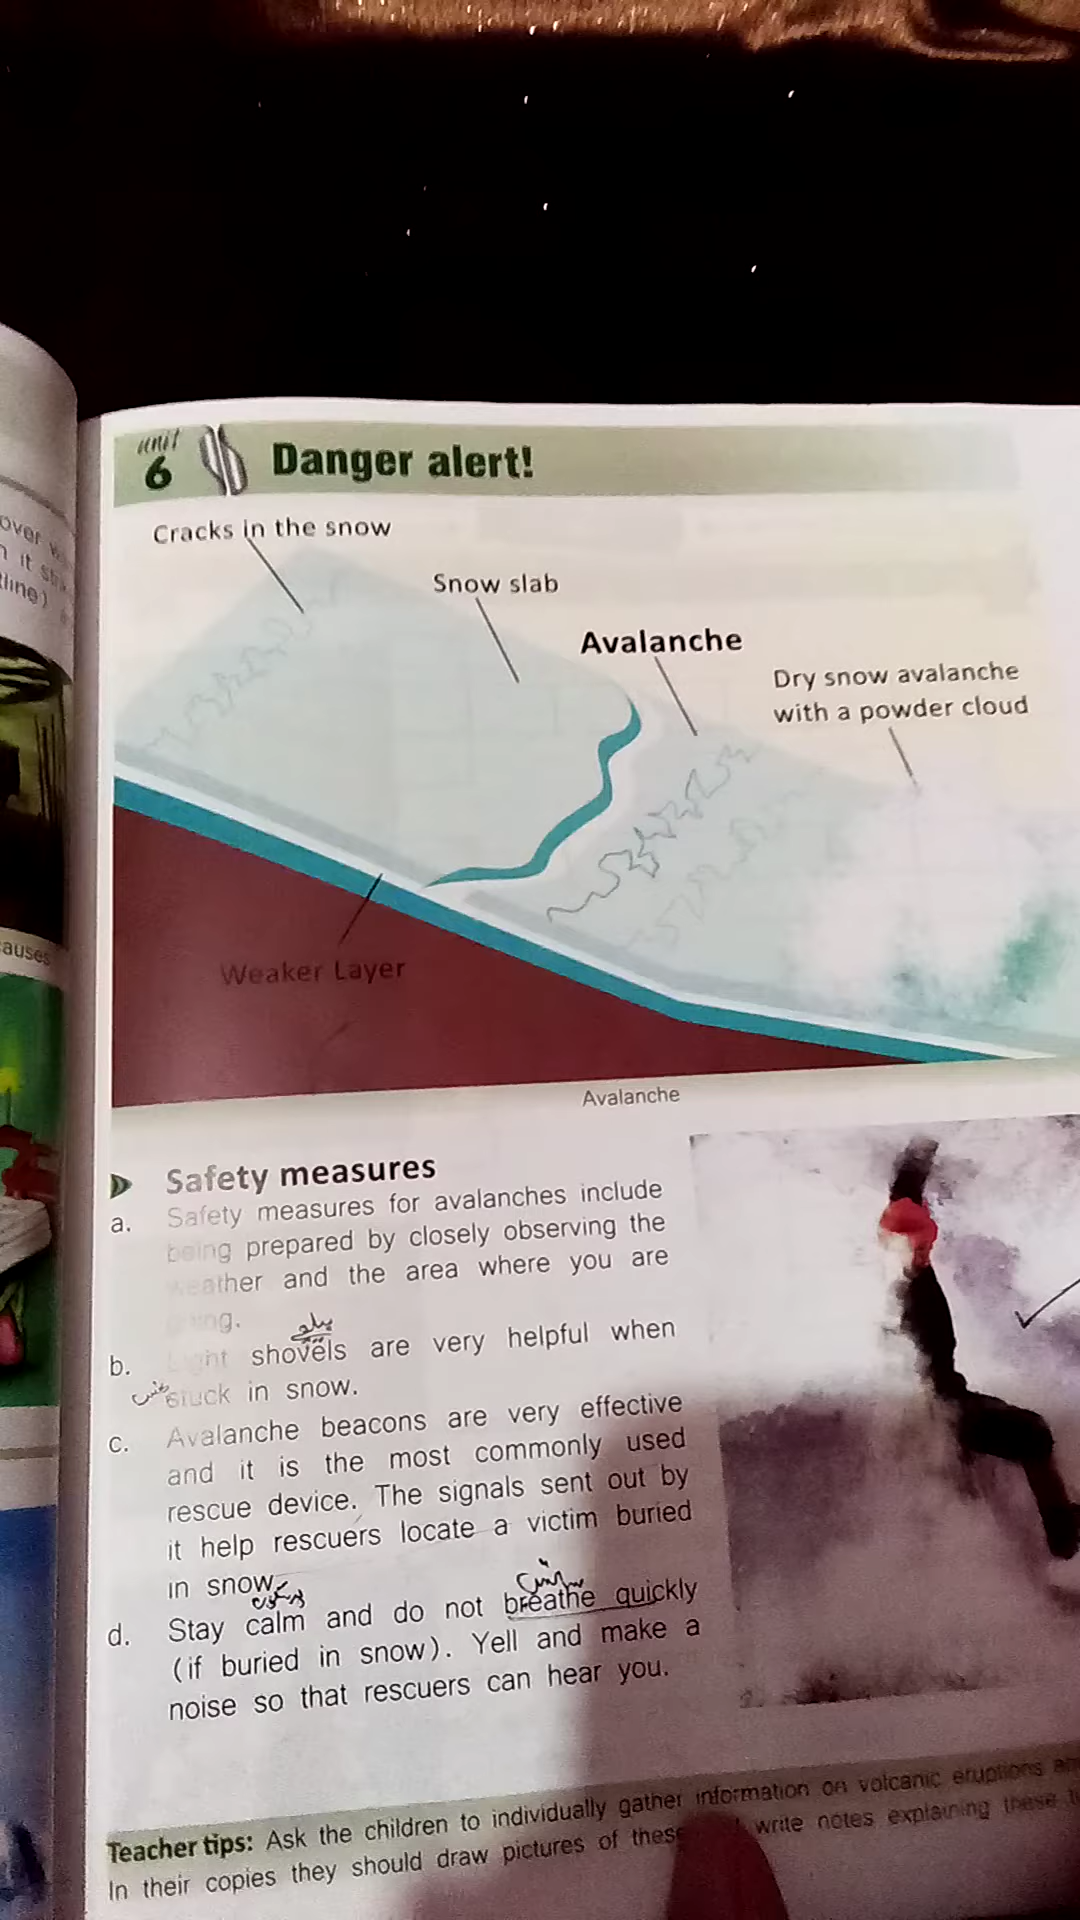 over
it
tline)
auses
unit
6
Danger alert!
Cracks in the snow
Snow slab
Avalanche
Dry snow avalanche
with a powder cloud
Weaker Layer
Avalanche
Safety measures
a. Safety measures for avalanches include
being prepared by closely observing the
weather and the area where you are
b. Light shovels are very helpful when
stuck in snow.
c. Avalanche beacons are very effective
and it is the most commonly used
rescue device. The signals sent out by
it help rescuers locate a victim buried
in snow.
d. Stay calm and do not breathe quickly
(if buried in snow). Yell and make a
noise so that rescuers can hear you.
Teacher tips: Ask the children to individually gather information on volcanic eruptions
In their copies they should draw pictures of these write notes explaining these